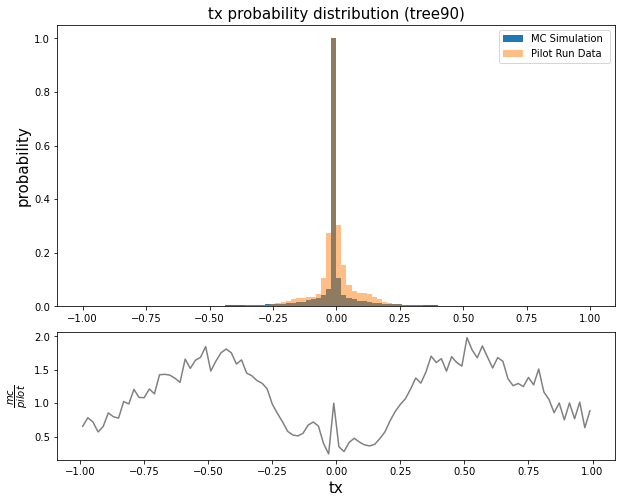 tx probability distribution (tree90)
MC Simulation
Pilot Run Data
probability
1.0
0.8
0.6
0.4
0.2
0.0
−1.00 −0.75 −0.50 −0.25 0.00 0.25 0.50 0.75 1.00
mc
pilot
2.0
1.5
1.0
0.5
−1.00 −0.75 −0.50 −0.25 0.00 0.25 0.50 0.75 1.00
tx